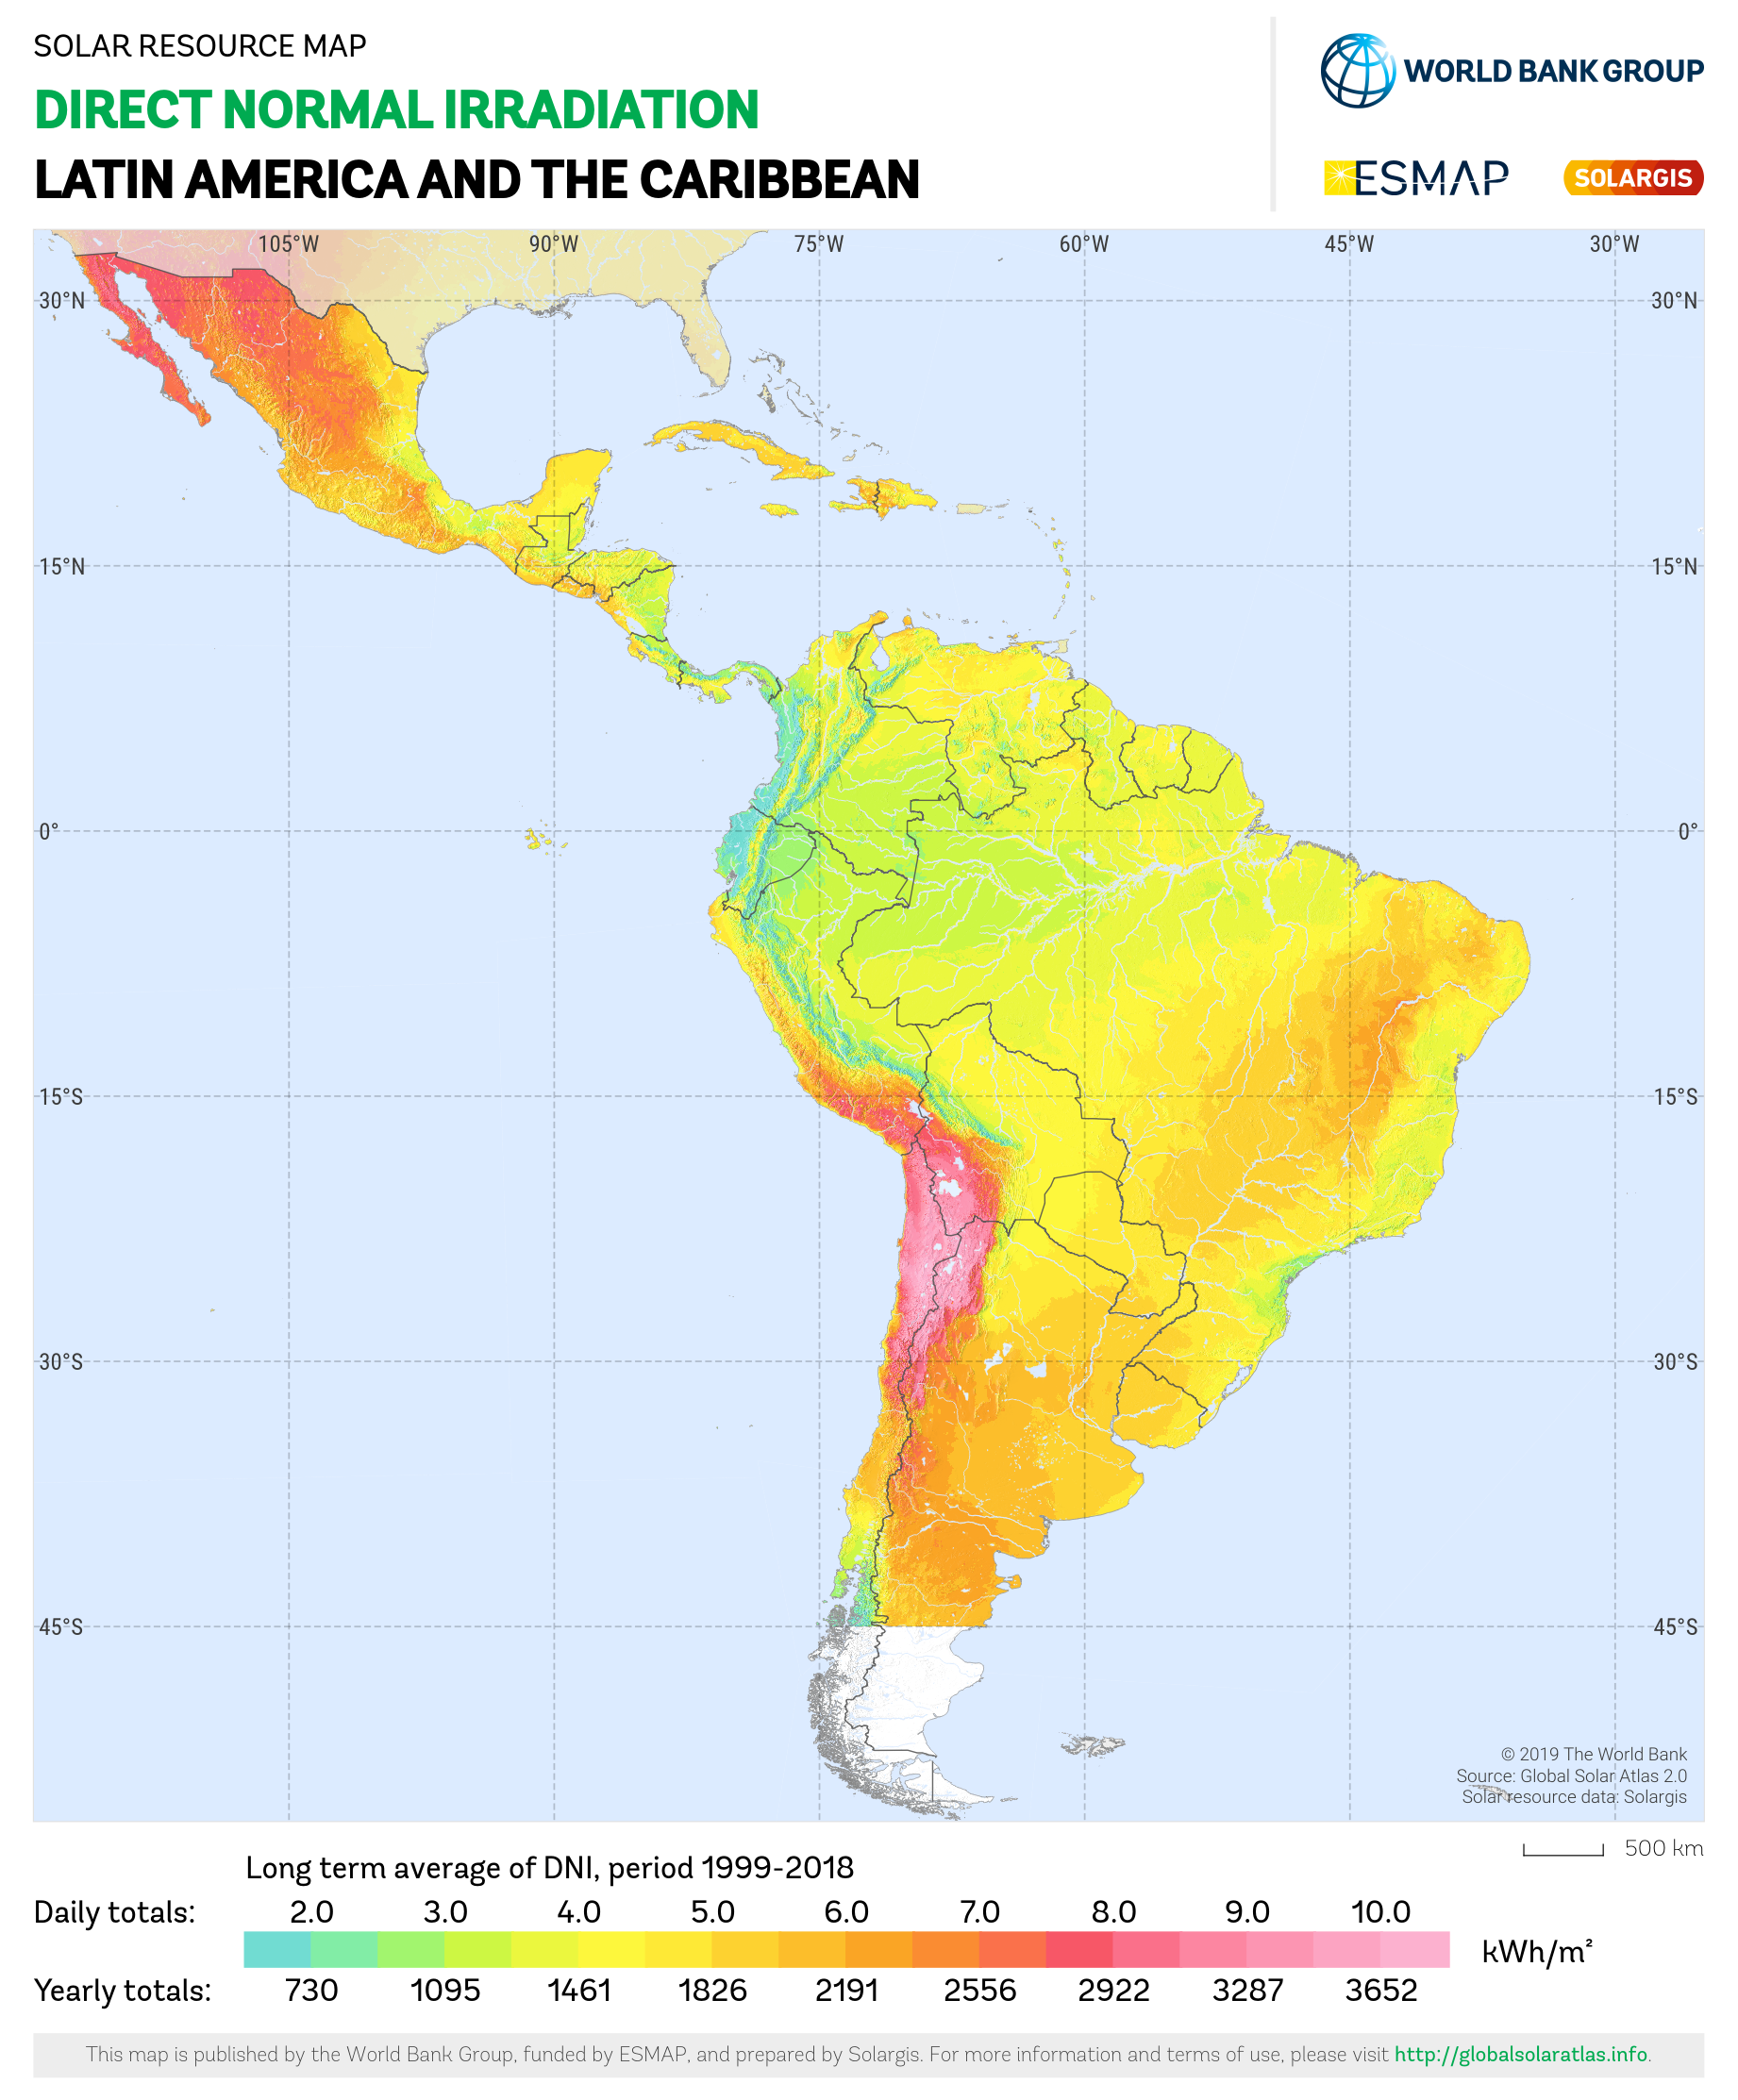 SOLAR RESOURCE MAP
DIRECT NORMAL IRRADIATION
LATIN AMERICA AND THE CARIBBEAN
WORLD BANK GROUP
ESMAP
SOLARGIS
105°W 90°W 75°W 60°W 45°W 30°W
30°N 30°N
15°N 15°N
0° 0°
15°S 15°S
30°S 30°S
45°S 45°S
© 2019 The World Bank
Source: Global Solar Atlas 2.0
Solar resource data: Solargis
500 km
Long term average of DNI, period 1999-2018
Daily totals: 2.0 3.0 4.0 5.0 6.0 7.0 8.0 9.0 10.0
kWh/m²
Yearly totals: 730 1095 1461 1826 2191 2556 2922 3287 3652
This map is published by the World Bank Group, funded by ESMAP, and prepared by Solargis. For more information and terms of use, please visit http://globalsolaratlas.info.